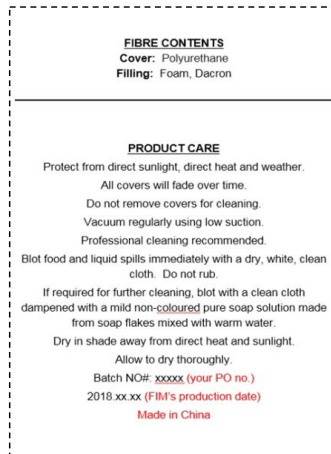 FIBRE CONTENTS
Cover: Polyurethane
Filling: Foam, Dacron
PRODUCT CARE
Protect from direct sunlight, direct heat and weather.
All covers will fade over time.
Do not remove covers for cleaning.
Vacuum regularly using low suction.
Professional cleaning recommended.
Blot food and liquid spills immediately with a dry, white, clean
cloth. Do not rub.
If required for further cleaning, blot with a clean cloth
dampened with a mild non-coloured pure soap solution made
from soap flakes mixed with warm water.
Dry in shade away from direct heat and sunlight.
Allow to dry thoroughly.
Batch NO#: xxxxx (your PO no.)
2018.xx.xx (FIM's production date)
Made in China